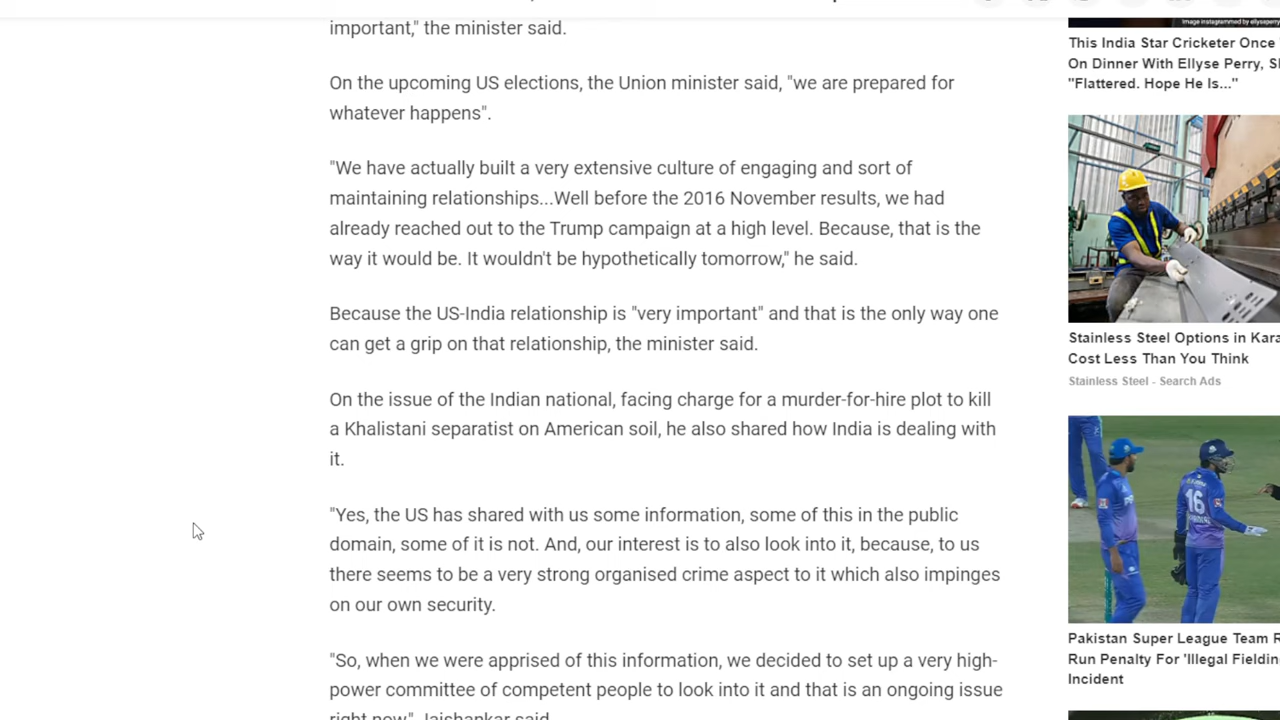 important," the minister said.
On the upcoming US elections, the Union minister said, "we are prepared for
whatever happens".
"We have actually built a very extensive culture of engaging and sort of
maintaining relationships...Well before the 2016 November results, we had
already reached out to the Trump campaign at a high level. Because, that is the
way it would be. It wouldn't be hypothetically tomorrow," he said.
Because the US-India relationship is "very important" and that is the only way one
can get a grip on that relationship, the minister said.
On the issue of the Indian national, facing charge for a murder-for-hire plot to kill
a Khalistani separatist on American soil, he also shared how India is dealing with
it.
"Yes, the US has shared with us some information, some of this in the public
domain, some of it is not. And, our interest is to also look into it, because, to us
there seems to be a very strong organised crime aspect to it which also impinges
on our own security.
"So, when we were apprised of this information, we decided to set up a very high-
power committee of competent people to look into it and that is an ongoing issue
right now", Jaishankar said.
Image instagrammed by ellyseperry
This India Star Cricketer Once
On Dinner With Ellyse Perry,
"Flattered. Hope He Is..."
Stainless Steel Options in
Cost Less Than You Think
Stainless Steel - Search Ads
16
Pakistan Super League Team
Run Penalty For 'Illegal
Incident